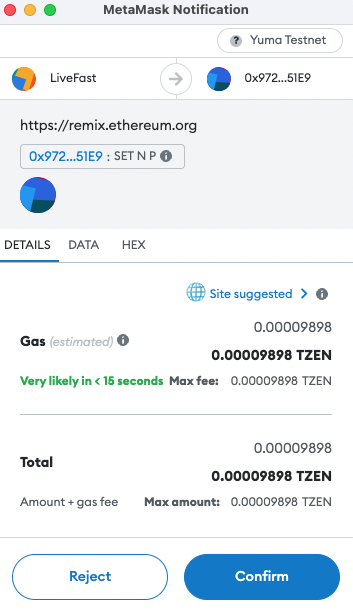 MetaMask Notification
? Yuma Testnet
LiveFast
0x972...51E9
https://remix.ethereum.org
0x972...51E9 : SET N P
DETAILS DATA HEX
Site suggested >
0.00009898
Gas (estimated)
0.00009898 TZEN
Very likely in < 15 seconds Max fee: 0.00009898 TZEN
0.00009898
Total
0.00009898 TZEN
Amount + gas fee Max amount: 0.00009898 TZEN
Reject Confirm